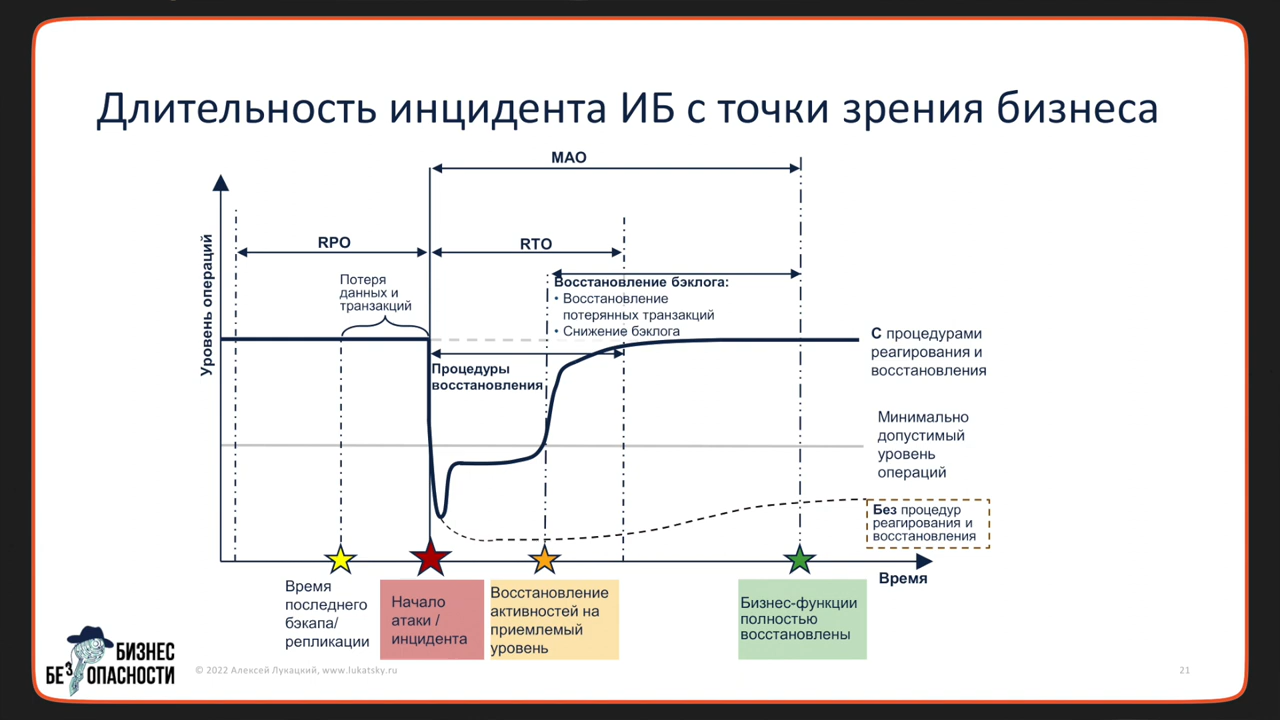 Длительность инцидента ИБ с точки зрения бизнеса
MAO
RPO
RTO
Уровень операций
Потеря
данных и
транзакций
Восстановление бэклога:
• Восстановление
потерянных транзакций
• Снижение бэклога
Процедуры
восстановления
С процедурами
реагирования и
восстановления
Минимально
допустимый
уровень
операций
Без процедур
реагирования и
восстановления
Время
Время
последнего
бэкапа/
репликации
Начало
атаки /
инцидента
Восстановление
активностей на
приемлемый
уровень
Бизнес-функции
полностью
восстановлены
БИЗНЕС
БЕЗОПАСНОСТИ
© 2022 Алексей Лукацкий, www.lukatsky.ru
21